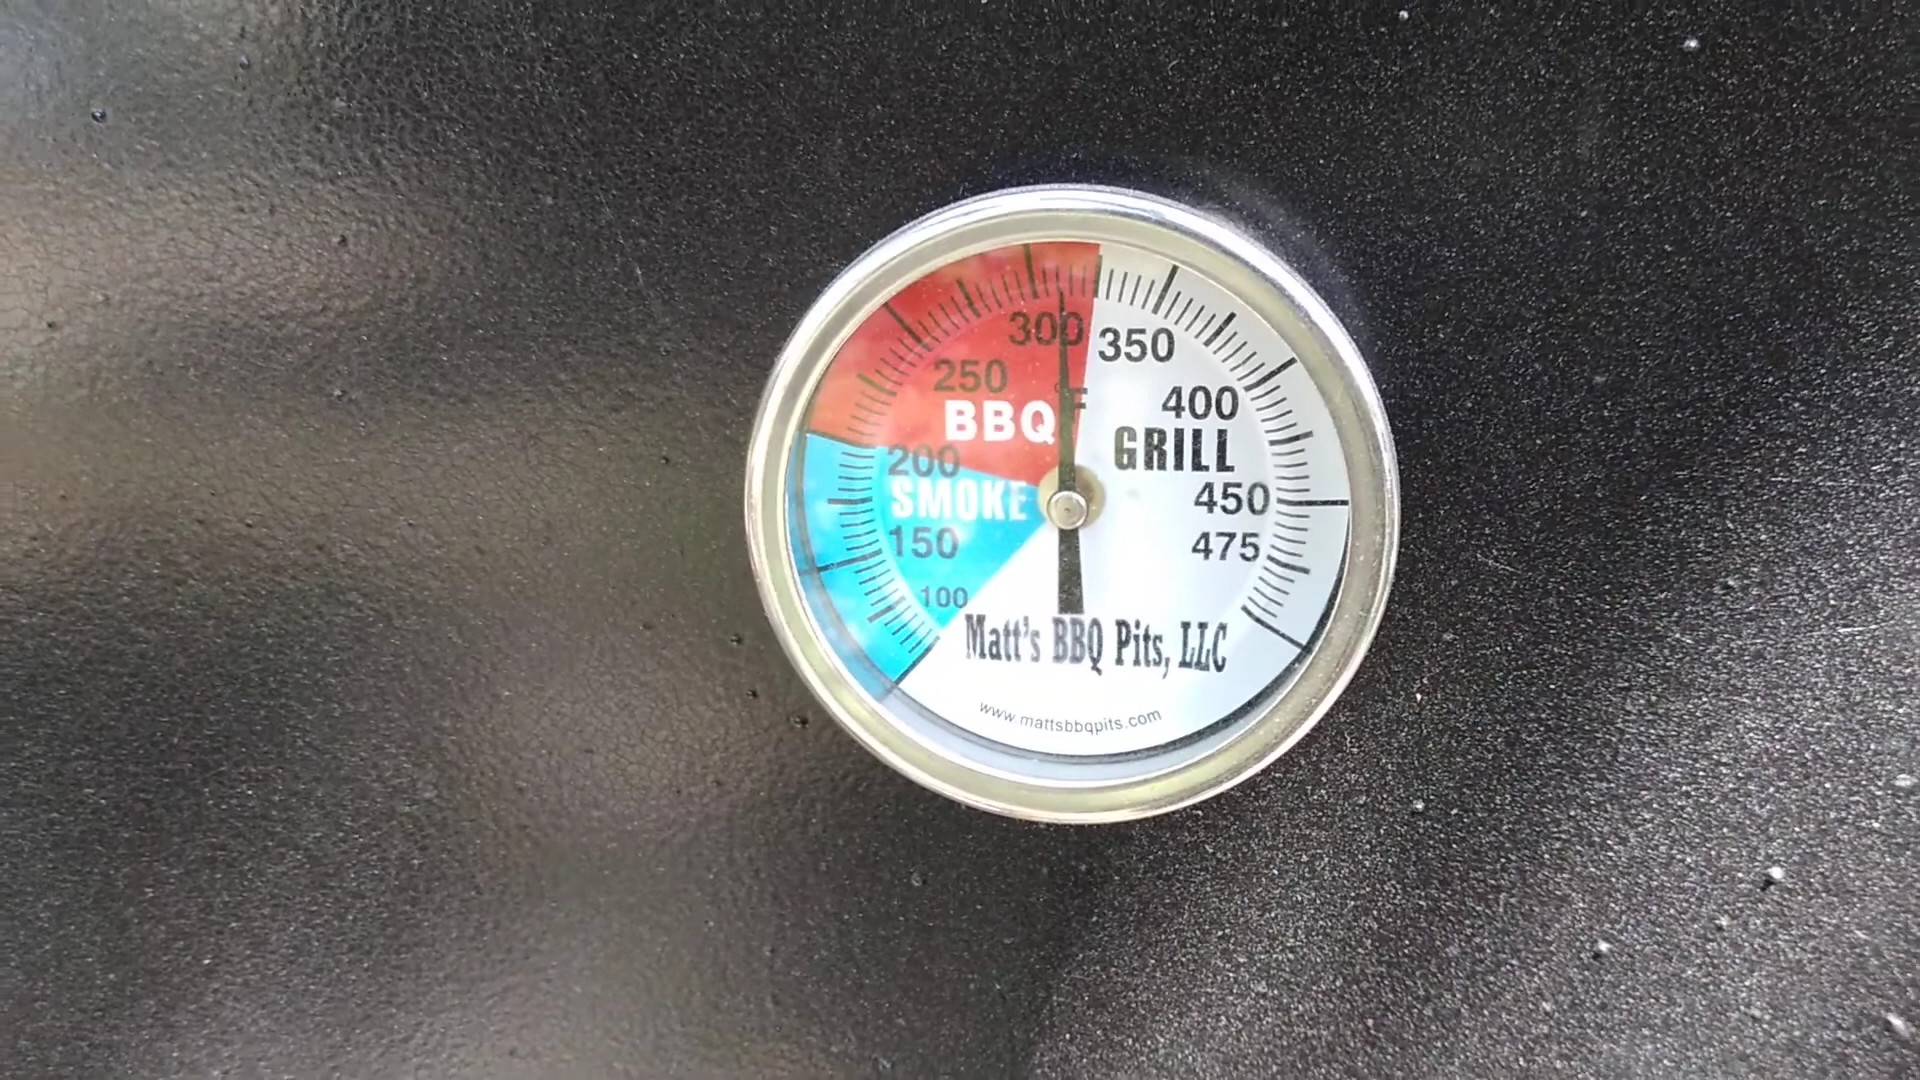 300
350
250
°F
400
BBQ
GRILL
200
SMOKE
450
150
475
100
Matt's BBQ Pits, LLC
www.mattsbbqpits.com